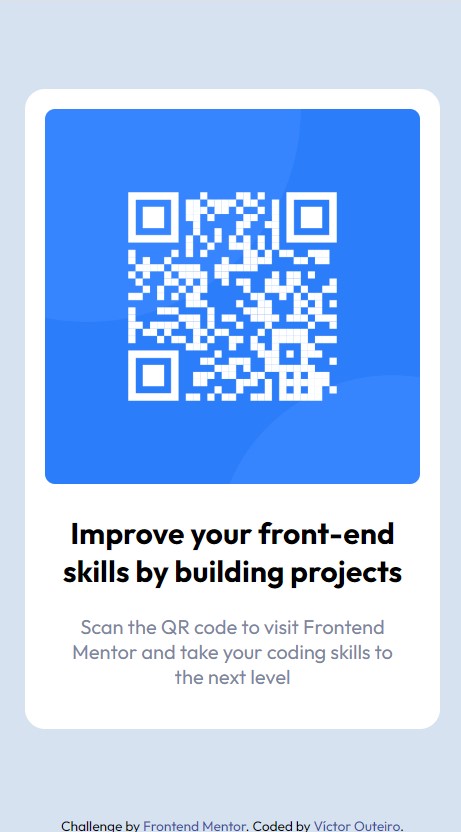 Improve your front-end
skills by building projects
Scan the QR code to visit Frontend
Mentor and take your coding skills to
the next level
Challenge by Frontend Mentor. Coded by Victor Outeiro.